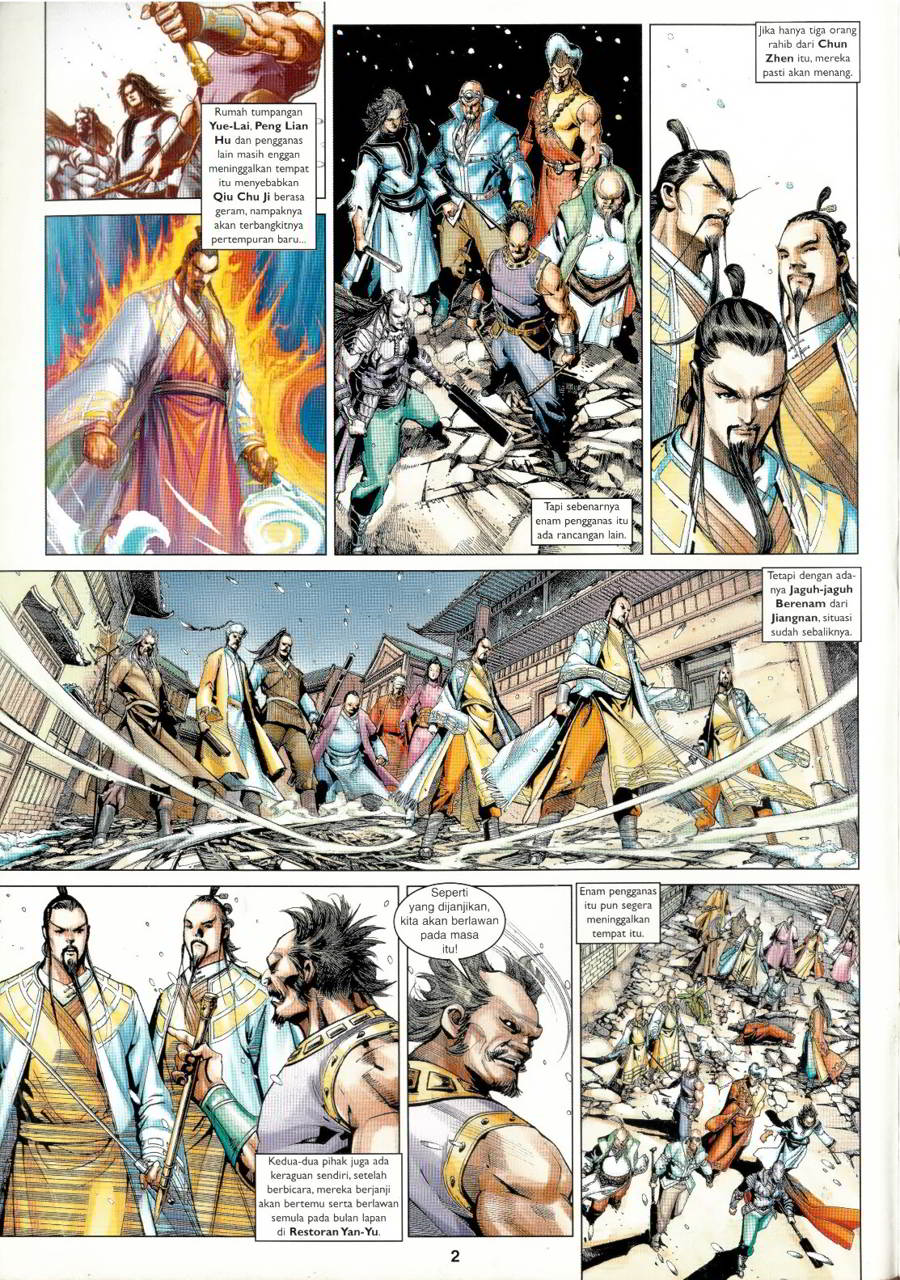 Rumah tumpangan
Yue-Lai, Peng Lian
Hu dan pengganas
lain masih enggan
meninggalkan tempat
itu menyebabkan
Qiu Chu Ji berasa
geram, nampaknya
akan terbangkitnya
pertempuran baru...
Tapi sebenarnya
enam pengganas itu
ada rancangan lain.
Jika hanya tiga orang
rahib dari Chun
Zhen itu, mereka
pasti akan menang.
Tetapi dengan ada-
nya Jaguh-jaguh
Berenam dari
Jiangnan, situasi
sudah sebaliknya.
Kedua-dua pihak juga ada
keraguan sendiri, setelah
berbicara, mereka berjanji
akan bertemu serta berlawan
semula pada bulan lapan
di Restoran Yan-Yu.
Seperti
yang dijanjikan,
kita akan berlawan
pada masa
itu!
Enam pengganas
itu pun segera
meninggalkan
tempat itu.
2